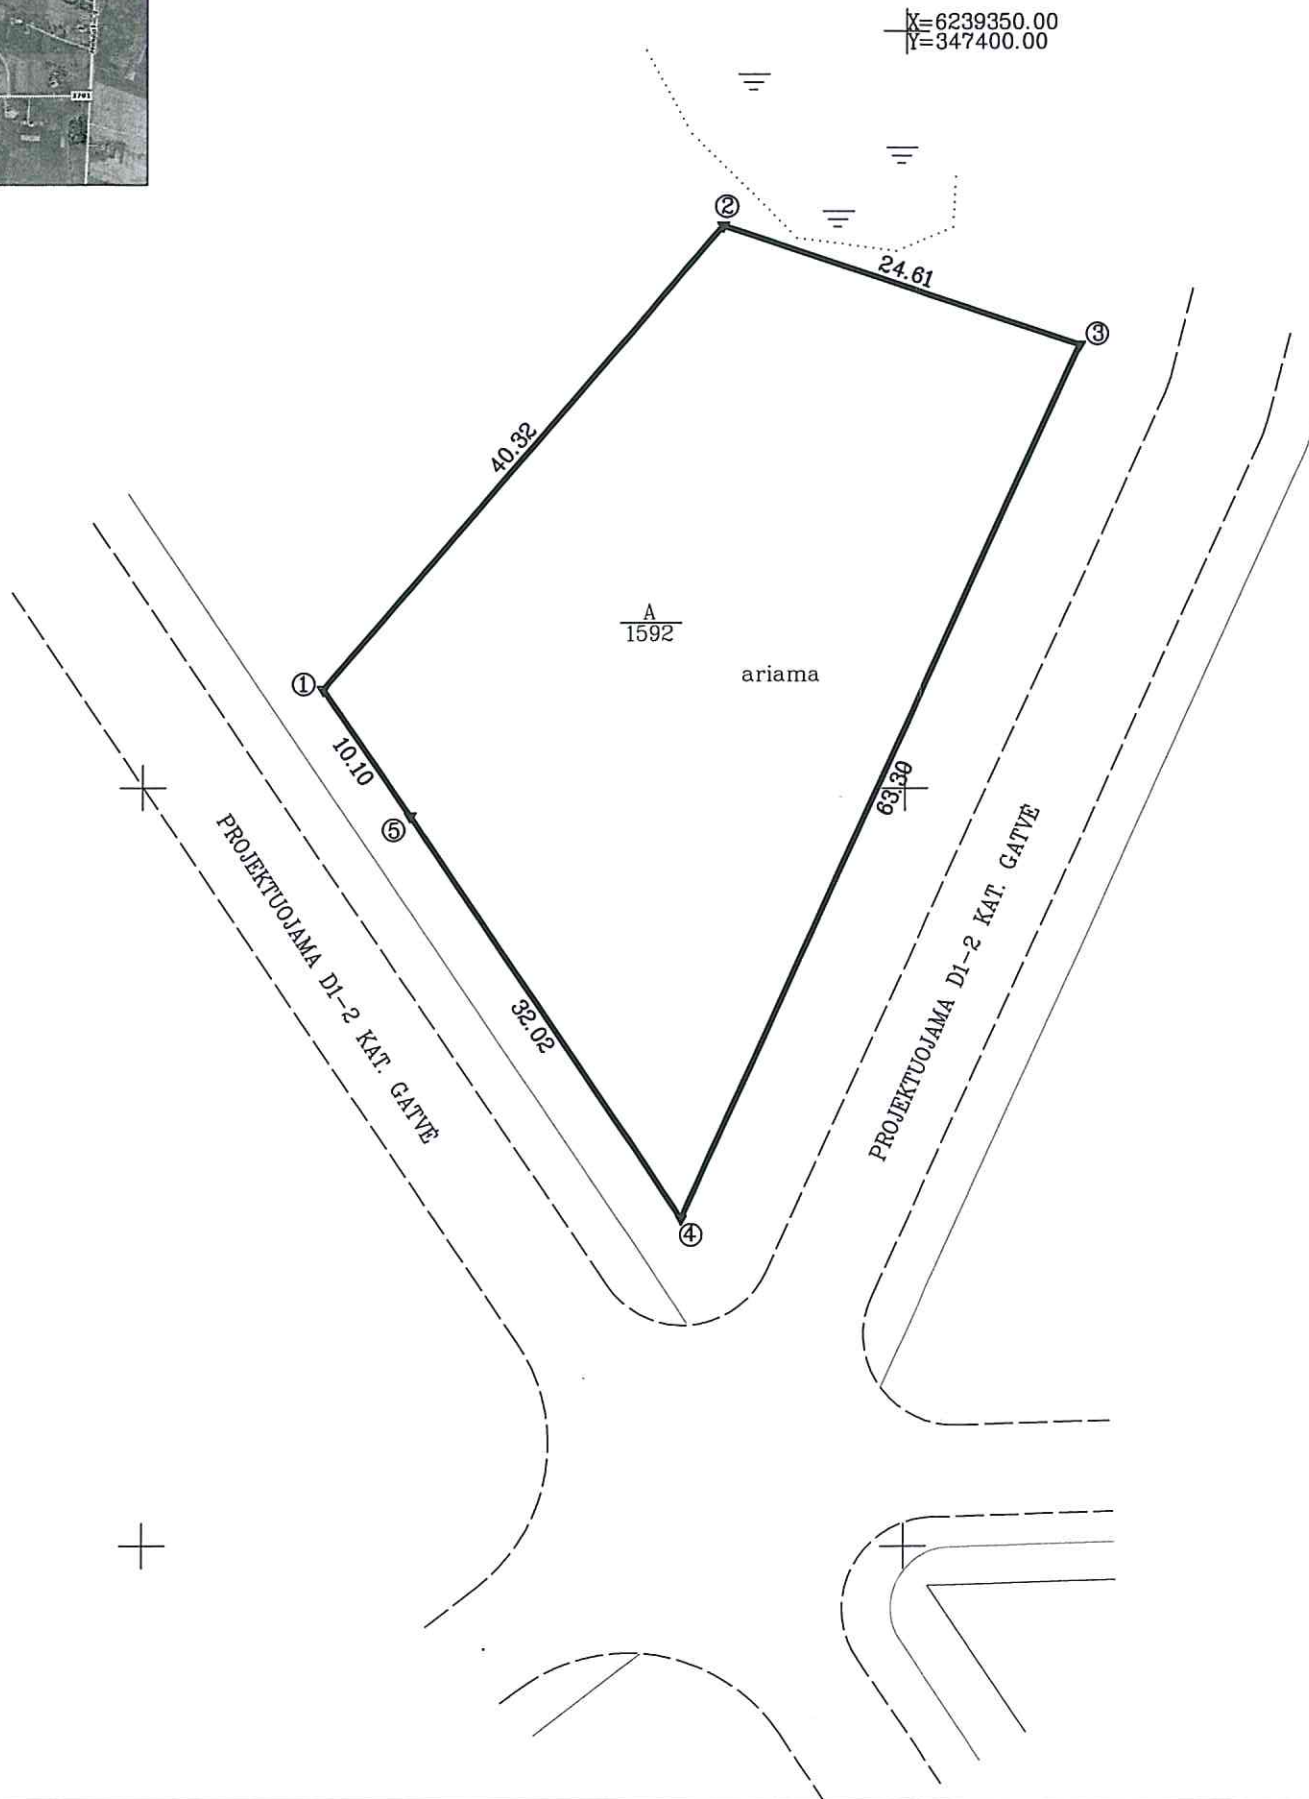 X=6239350.00
Y=347400.00
2
24.61
3
40.32
A
1592
ariama
1
10.10
5
63.30
PROJEKTUOJAMA D1-2 KAT. GATVĖ
PROJEKTUOJAMA D1-2 KAT. GATVĖ
32.02
4